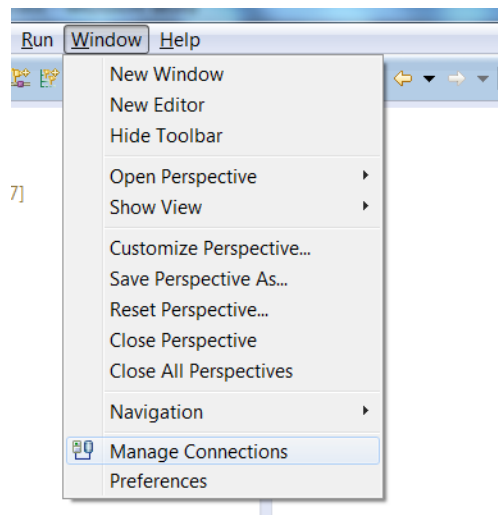 Run Window Help
New Window
New Editor
Hide Toolbar
7]
Open Perspective
Show View
Customize Perspective...
Save Perspective As...
Reset Perspective...
Close Perspective
Close All Perspectives
Navigation
Manage Connections
Preferences